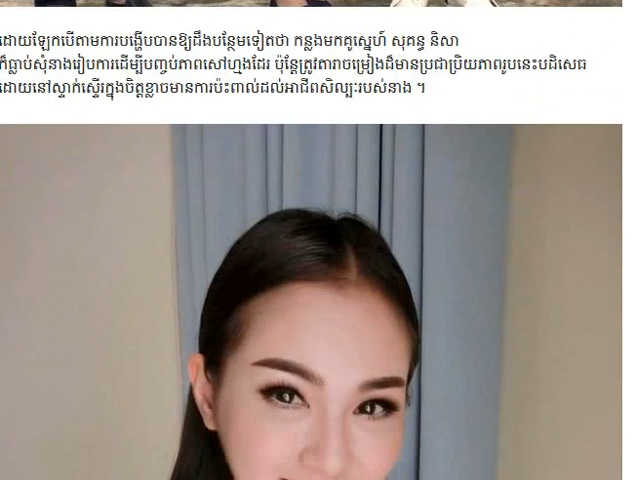 ដោយឡែកបើតាមការបង្ហើបបានឱ្យដឹងបន្ថែមទៀតថា កន្លងមកគូស្នេហ៍ សុគន្ធ និសា
ក៏ធ្លាប់សុំនាងរៀបការដើម្បីបញ្ចប់ភាពសៅហ្មងដែរ ប៉ុន្តែត្រូវតារាចម្រៀងដ៏មានប្រជាប្រិយភាពរូបនេះបដិសេធ
ដោយនៅស្ទាក់ស្ទើរក្នុងចិត្តខ្លាចមានការប៉ះពាល់ដល់អាជីពសិល្បៈរបស់នាង ។